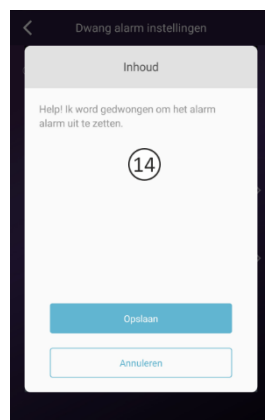 Dwang alarm instellingen
Inhoud
Help! Ik word gedwongen om het alarm
alarm uit te zetten.
14
Opslaan
Annuleren